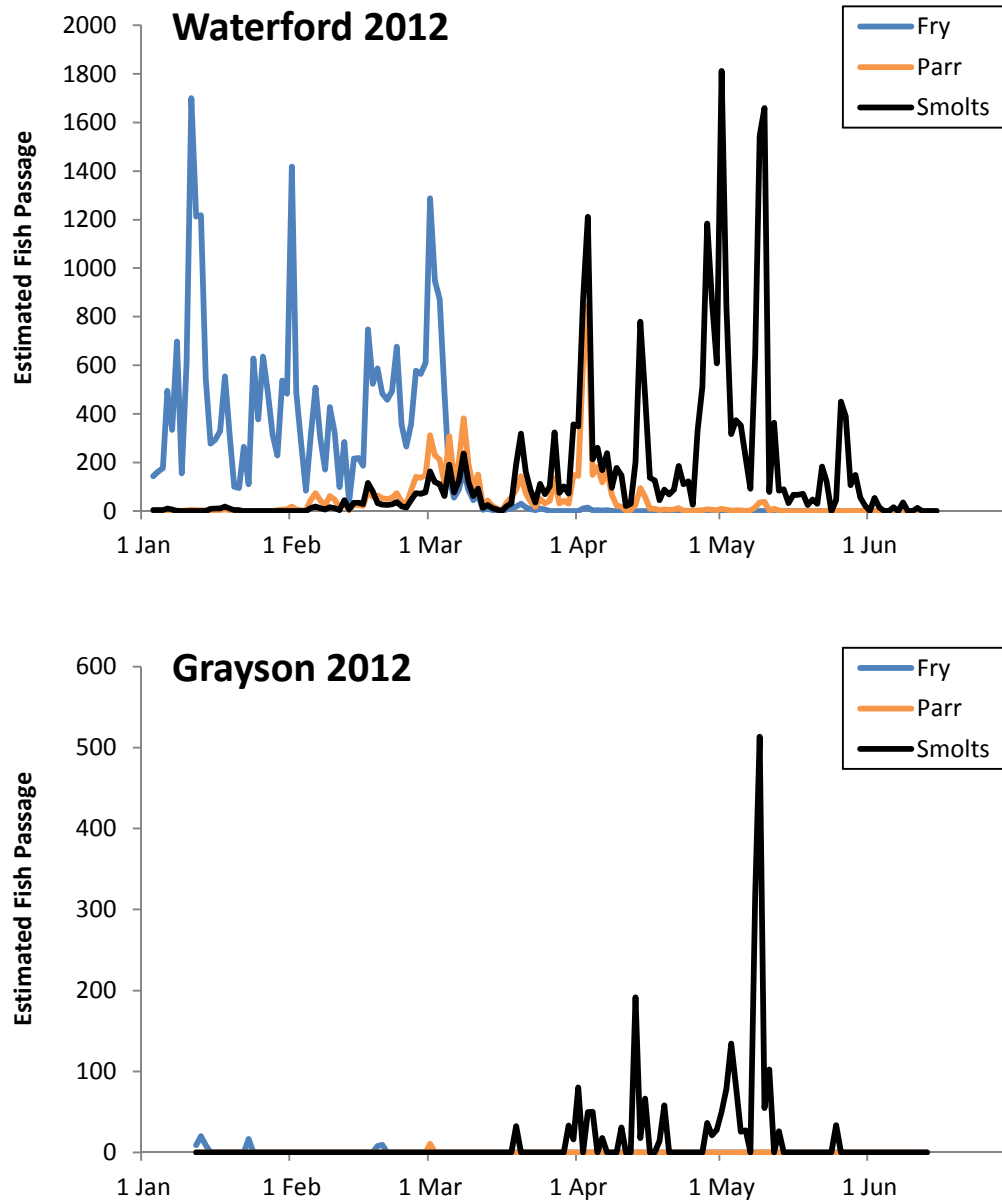 Waterford 2012
Fry
Parr
Smolts
Estimated Fish Passage
2000
1800
1600
1400
1200
1000
800
600
400
200
0
1 Jan 1 Feb 1 Mar 1 Apr 1 May 1 Jun
Grayson 2012
Fry
Parr
Smolts
Estimated Fish Passage
600
500
400
300
200
100
0
1 Jan 1 Feb 1 Mar 1 Apr 1 May 1 Jun